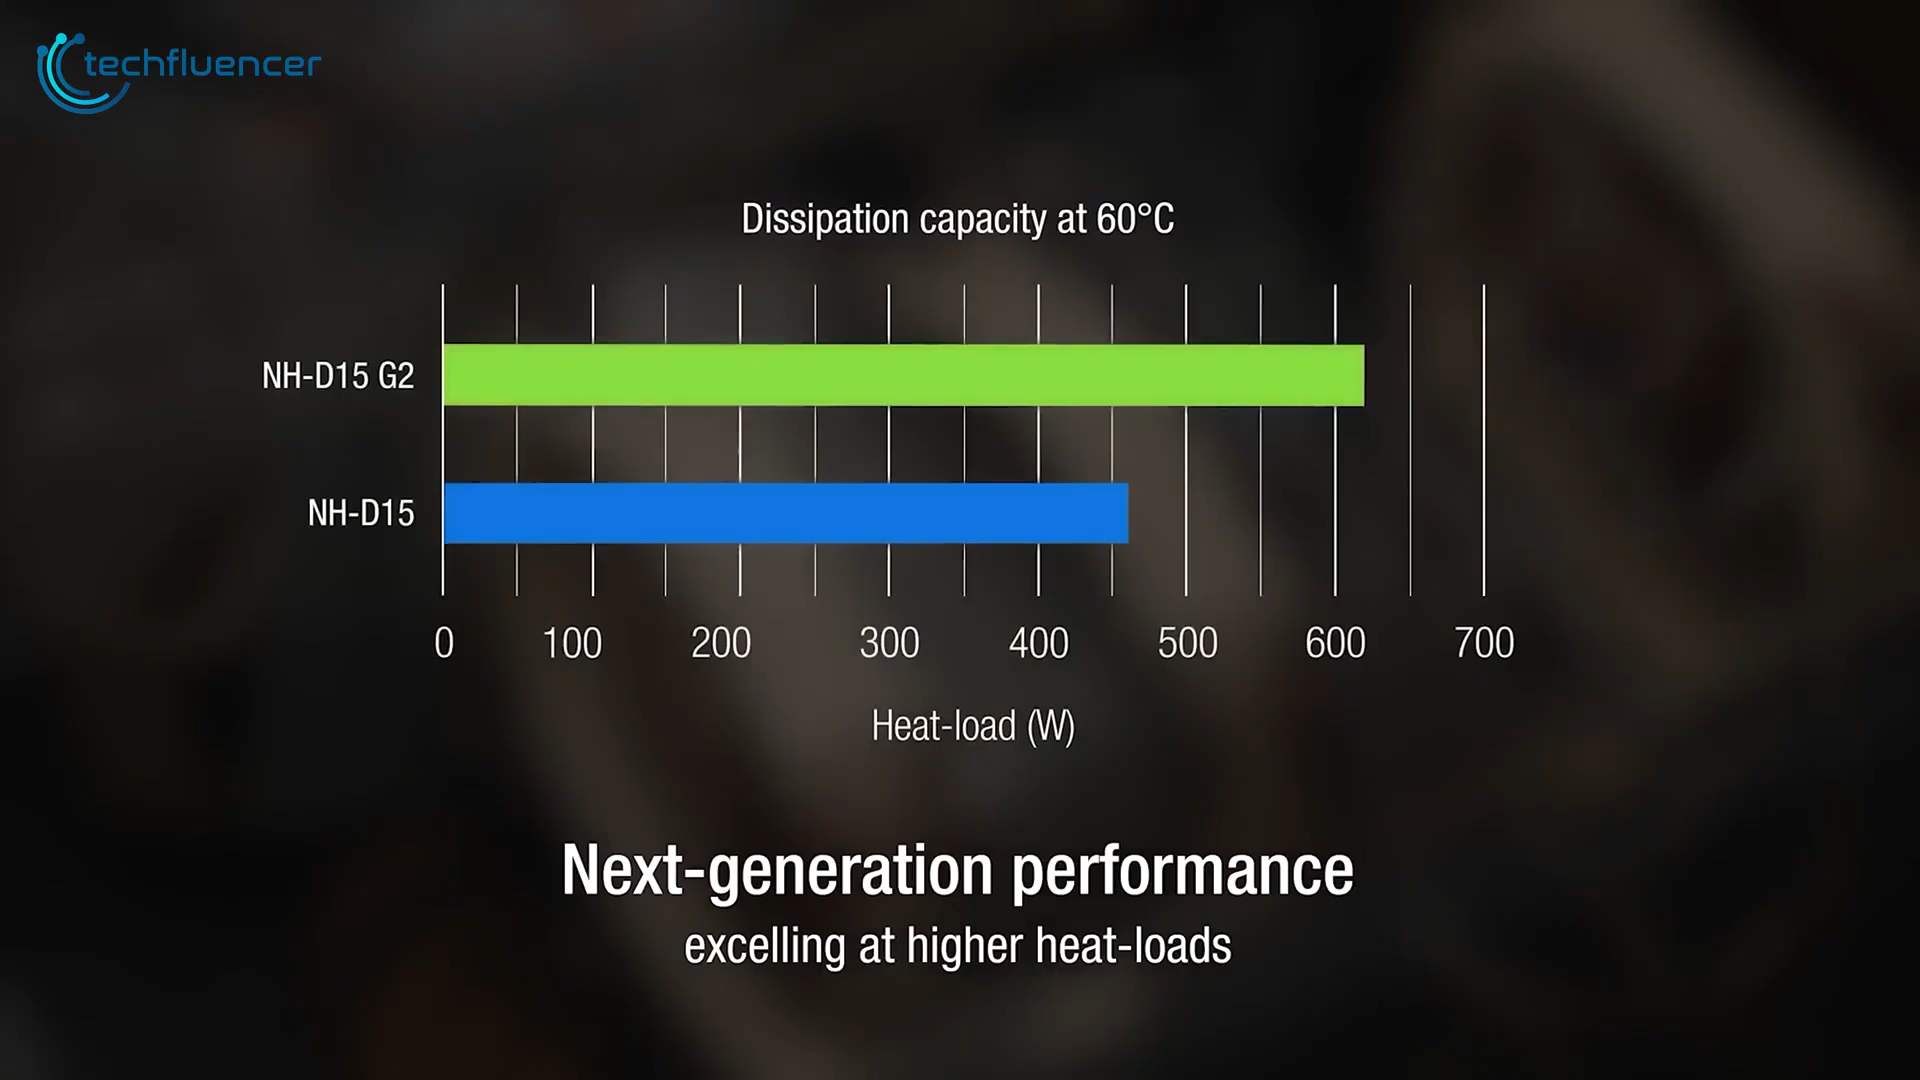 techfluencer
Dissipation capacity at 60°C
NH-D15 G2
NH-D15
0 100 200 300 400 500 600 700
Heat-load (W)
Next-generation performance
excelling at higher heat-loads